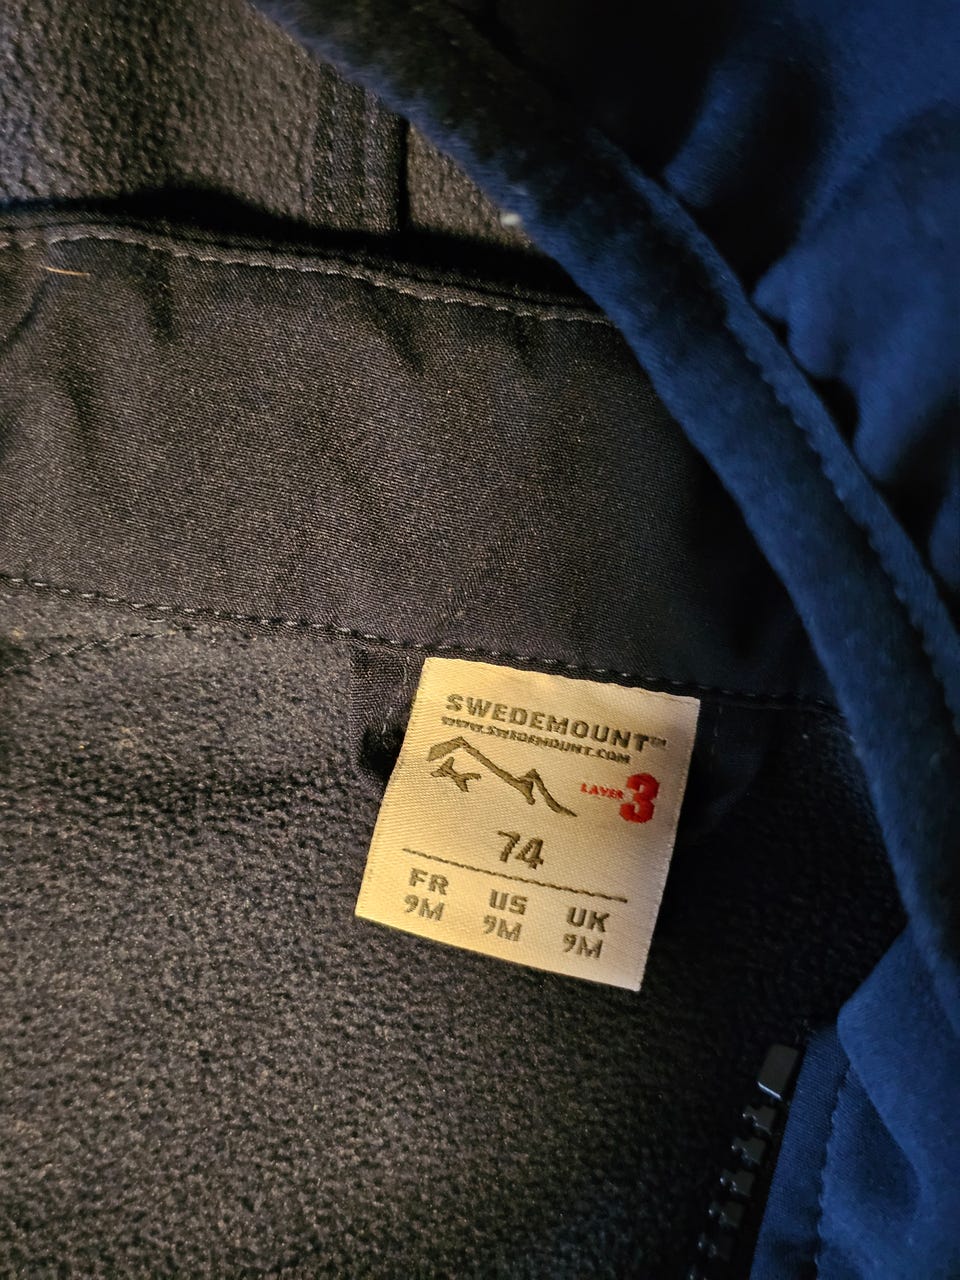 SWEDEMOUNT™
WWW.SWEDEMOUNT.COM
LAYER 3
74
FR US UK
9M 9M 9M